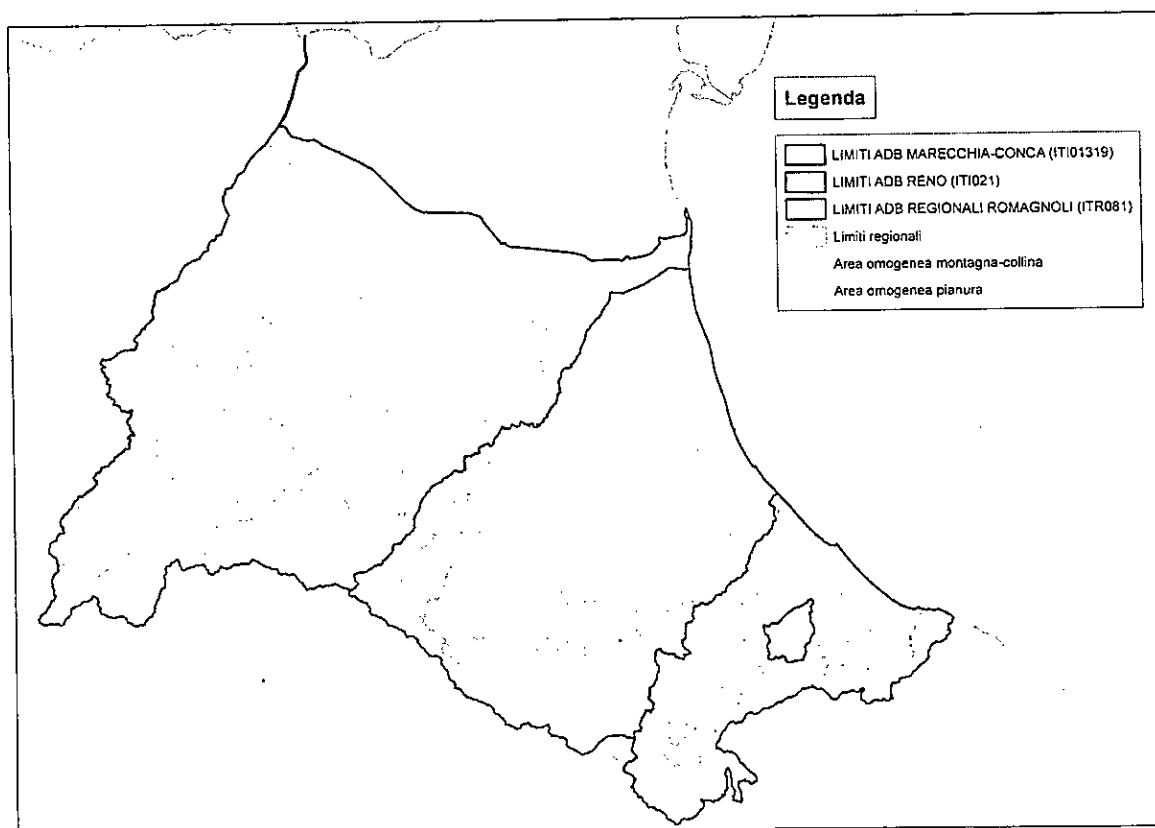 Legenda
LIMITI ADB MARECCHIA-CONCA (ITI01319)
LIMITI ADB RENO (ITI021)
LIMITI ADB REGIONALI ROMAGNOLI (ITR081)
Limiti regionali
Area omogenea montagna-collina
Area omogenea pianura